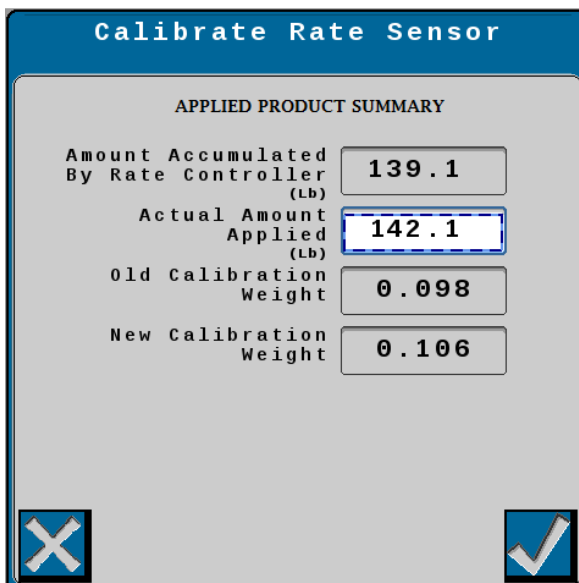 Calibrate Rate Sensor
APPLIED PRODUCT SUMMARY
Amount Accumulated
By Rate Controller
(Lb)
139.1
Actual Amount
Applied
(Lb)
142.1
Old Calibration
Weight
0.098
New Calibration
Weight
0.106